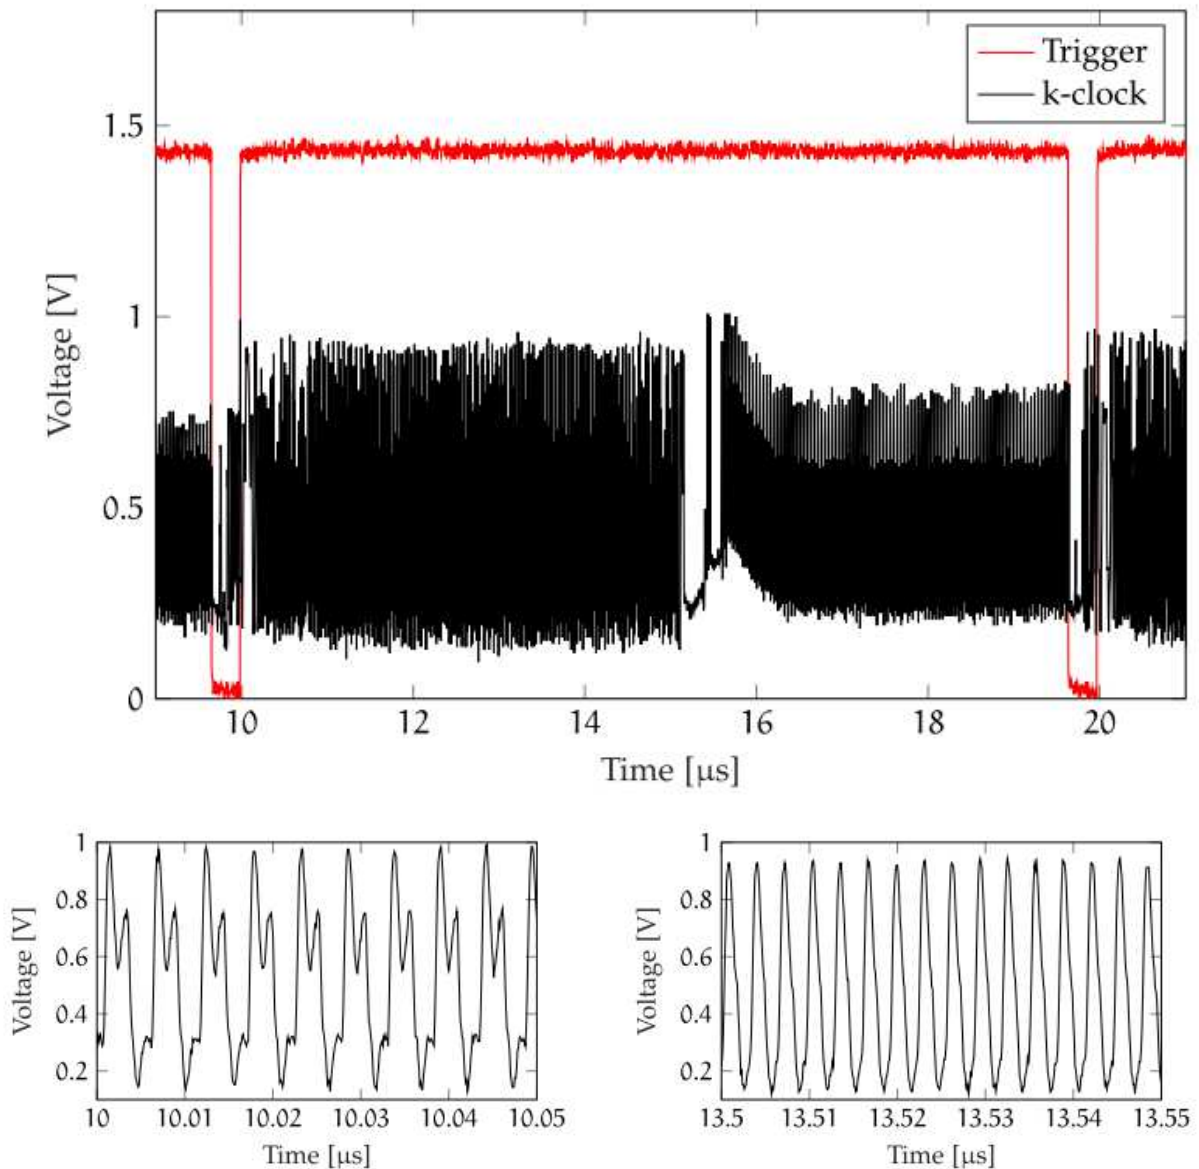 Trigger
k-clock
1.5
1
0.5
0
Voltage [V]
10 12 14 16 18 20
Time [μs]
1
0.8
0.6
0.4
0.2
Voltage [V]
10 10.01 10.02 10.03 10.04 10.05
Time [μs]
1
0.8
0.6
0.4
0.2
Voltage [V]
13.5 13.51 13.52 13.53 13.54 13.55
Time [μs]